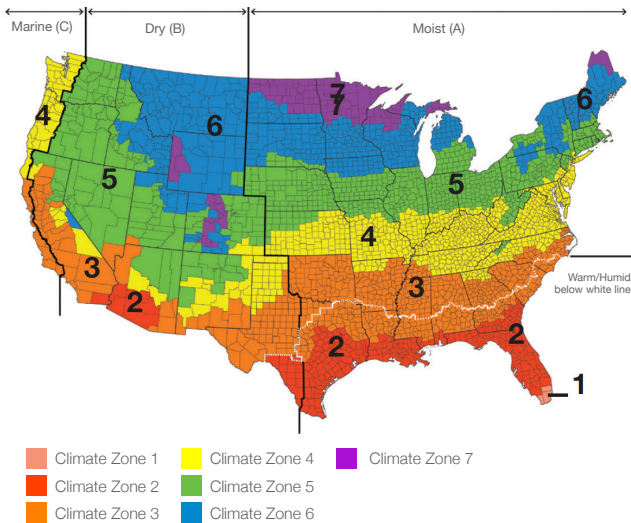 Marine (C)
Dry (B)
Moist (A)
7
7
6
6
4
5
5
4
3
3
Warm/Humid
below white line
2
2
2
1
Climate Zone 1
Climate Zone 4
Climate Zone 7
Climate Zone 2
Climate Zone 5
Climate Zone 3
Climate Zone 6